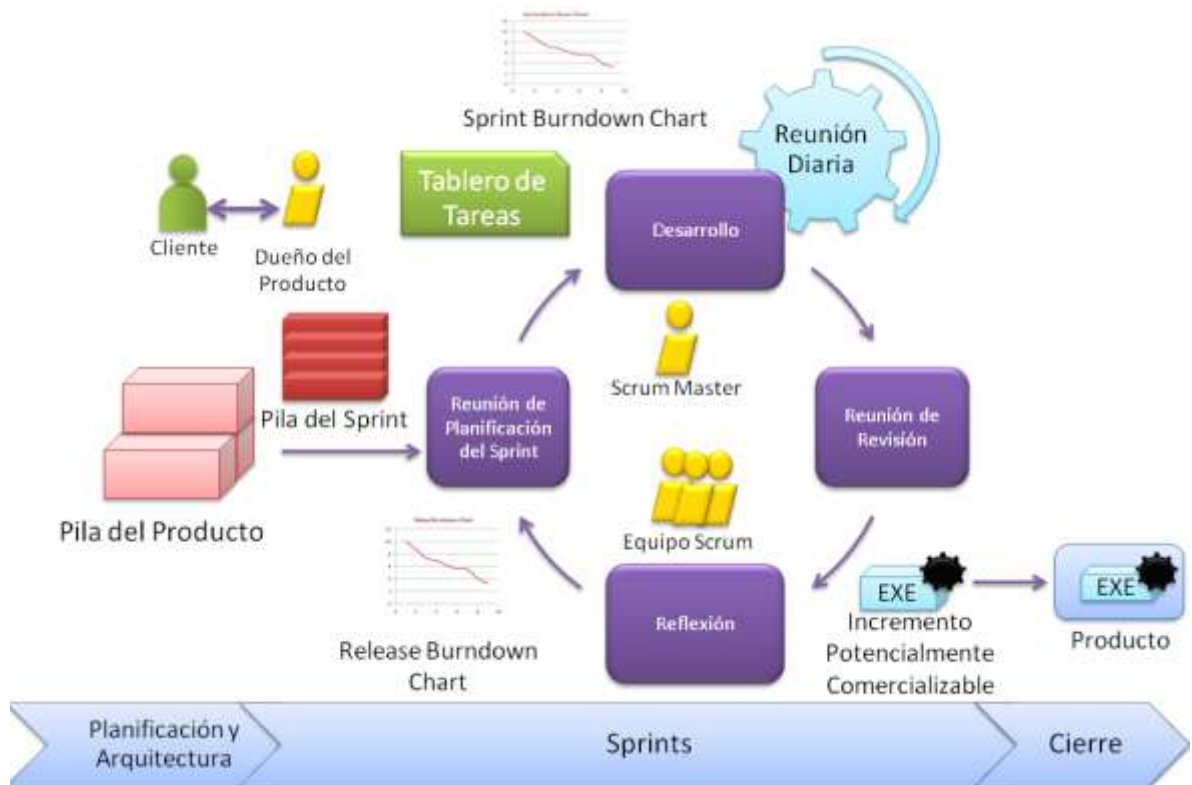 Sprint Burndown Chart
Reunión
Diaria
Tablero de
Tareas
Desarrollo
Cliente
Dueño del
Producto
Scrum Master
Pila del Sprint
Reunión de
Planificación
del Sprint
Reunión de
Revisión
Pila del Producto
Equipo Scrum
Release Burndown
Chart
Reflexión
EXE
Incremento
Potencialmente
Comercializable
EXE
Producto
Planificación y
Arquitectura
Sprints
Cierre